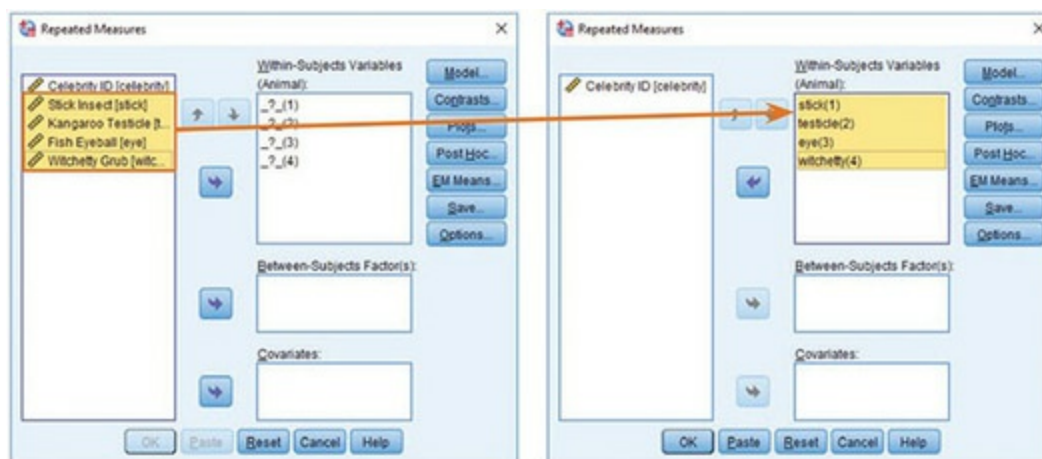 Repeated Measures
Celebrity ID [celebrity]
Stick Insect [stick]
Kangaroo Testicle [t...
Fish Eyeball [eye]
Witchetty Grub [witc...
Within-Subjects Variables
(Animal):
_?_(1)
_?_(2)
_?_(3)
_?_(4)
Between-Subjects Factor(s):
Covariates:
Model...
Contrasts...
Plots...
Post Hoc...
EM Means...
Save...
Options...
OK Paste Reset Cancel Help
Repeated Measures
Celebrity ID [celebrity]
Within-Subjects Variables
(Animal):
stick(1)
testicle(2)
eye(3)
witchetty(4)
Between-Subjects Factor(s):
Covariates:
Model...
Contrasts...
Plots...
Post Hoc...
EM Means...
Save...
Options...
OK Paste Reset Cancel Help